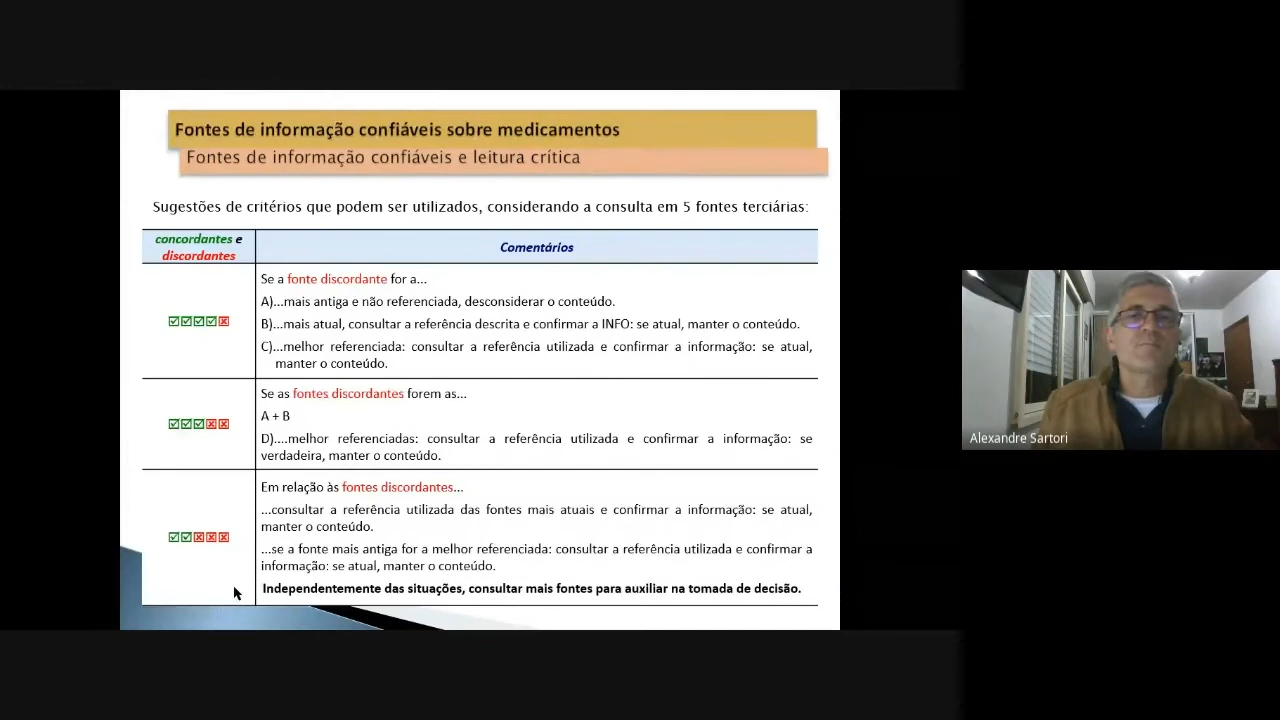 Fontes de informação confiáveis sobre medicamentos
Fontes de informação confiáveis e leitura crítica
Sugestões de critérios que podem ser utilizados, considerando a consulta em 5 fontes terciárias:
concordantes e
discordantes
Comentários
Se a fonte discordante for a...
A)...mais antiga e não referenciada, desconsiderar o conteúdo.
B)...mais atual, consultar a referência descrita e confirmar a INFO: se atual, manter o conteúdo.
C)...melhor referenciada: consultar a referência utilizada e confirmar a informação: se atual,
manter o conteúdo.
Se as fontes discordantes forem as...
A + B
D)....melhor referenciadas: consultar a referência utilizada e confirmar a informação: se
verdadeira, manter o conteúdo.
Em relação às fontes discordantes...
...consultar a referência utilizada das fontes mais atuais e confirmar a informação: se atual,
manter o conteúdo.
...se a fonte mais antiga for a melhor referenciada: consultar a referência utilizada e confirmar a
informação: se atual, manter o conteúdo.
Independentemente das situações, consultar mais fontes para auxiliar na tomada de decisão.
Alexandre Sartori